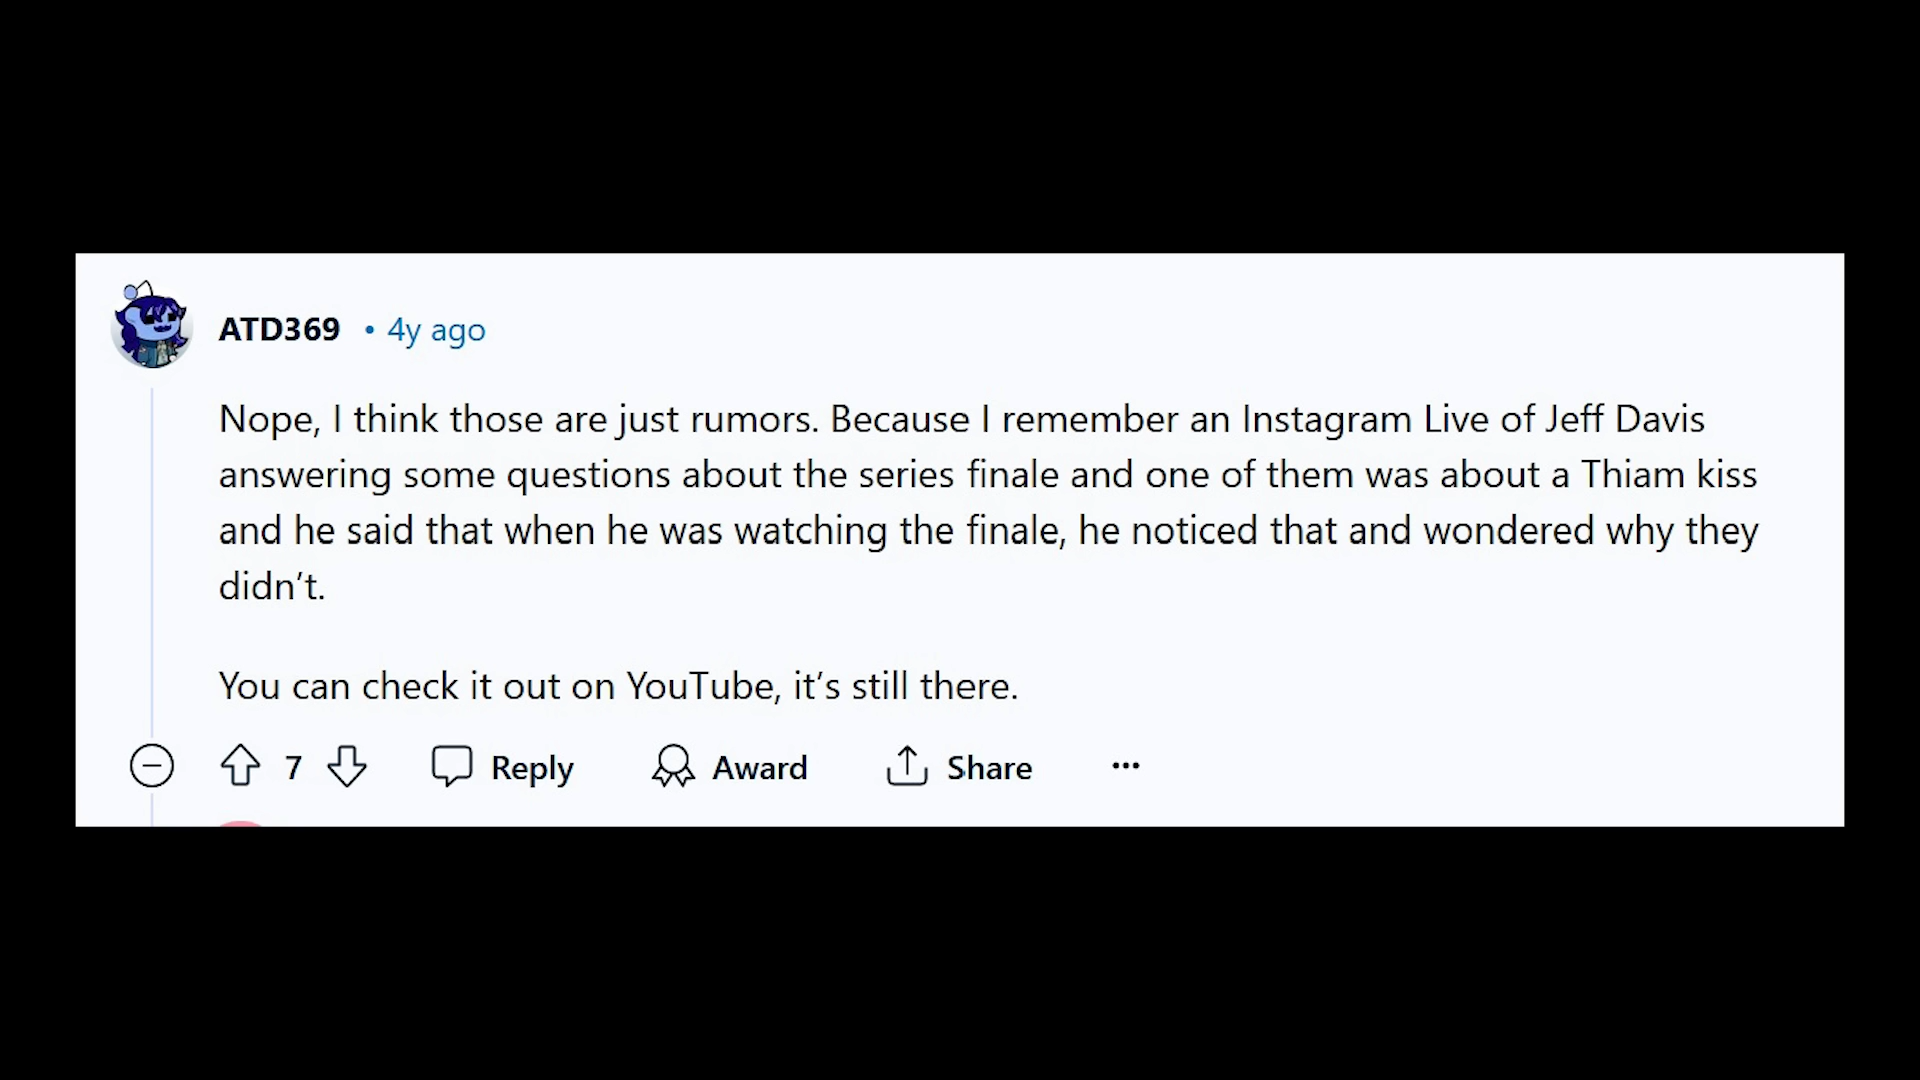 ATD369 • 4y ago
Nope, I think those are just rumors. Because I remember an Instagram Live of Jeff Davis
answering some questions about the series finale and one of them was about a Thiam kiss
and he said that when he was watching the finale, he noticed that and wondered why they
didn’t.
You can check it out on YouTube, it’s still there.
7 Reply Award Share